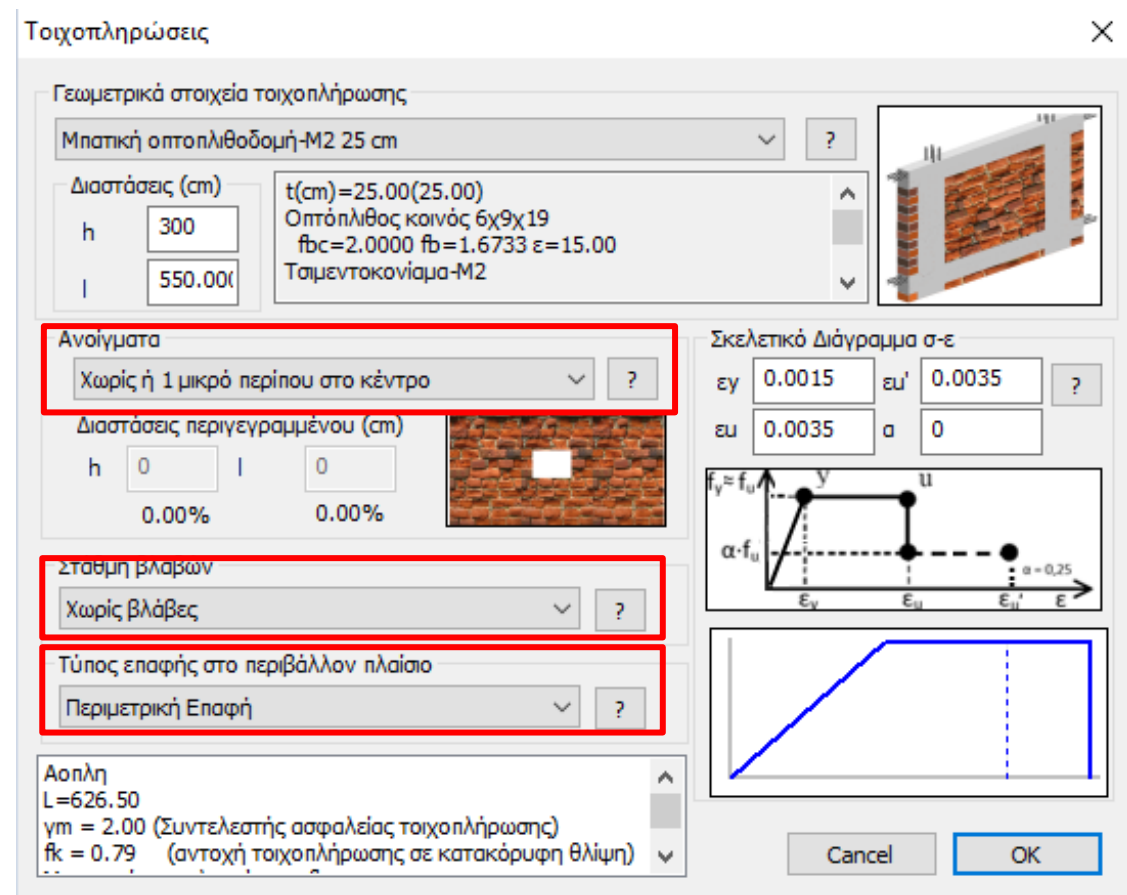 Τοιχοπληρώσεις
Γεωμετρικά στοιχεία τοιχοπλήρωσης
Μπατική οπτοπλιθοδομή-Μ2 25 cm
?
Διαστάσεις (cm)
h 300
l 550.00(
t(cm)=25.00(25.00)
Οπτόπλιθος κοινός 6χ9χ19
fbc=2.0000 fb=1.6733 ε=15.00
Τσιμεντοκονίαμα-Μ2
Ανοίγματα
Χωρίς ή 1 μικρό περίπου στο κέντρο ?
Διαστάσεις περιγεγραμμένου (cm)
h 0 l 0
0.00% 0.00%
Στάθμη βλαβών
Χωρίς βλάβες ?
Τύπος επαφής στο περιβάλλον πλαίσιο
Περιμετρική Επαφή ?
Αοπλη
L=626.50
γm = 2.00 (Συντελεστής ασφαλείας τοιχοπλήρωσης)
fk = 0.79 (αντοχή τοιχοπλήρωσης σε κατακόρυφη θλίψη)
Σκελετικό Διάγραμμα σ-ε
εy 0.0015 εu' 0.0035 ?
εu 0.0035 α 0
fy≈fu y u
α·fu
α = 0,25
εy εu εu' ε
Cancel OK